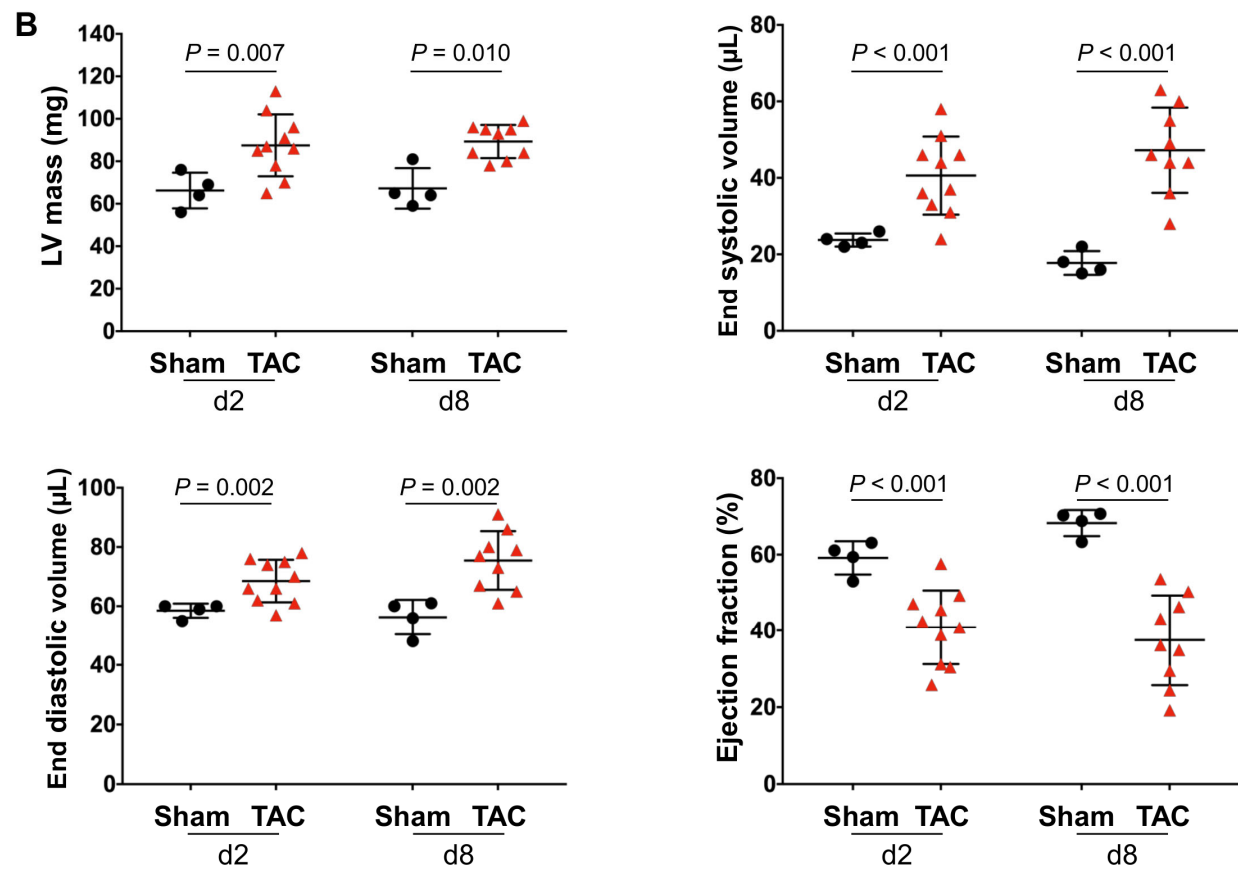 B
LV mass (mg)
140
120
100
80
60
40
20
0
P = 0.007
P = 0.010
Sham TAC Sham TAC
d2 d8
End systolic volume (µL)
80
60
40
20
0
P < 0.001
P < 0.001
Sham TAC Sham TAC
d2 d8
End diastolic volume (µL)
100
80
60
40
20
0
P = 0.002
P = 0.002
Sham TAC Sham TAC
d2 d8
Ejection fraction (%)
80
60
40
20
0
P < 0.001
P < 0.001
Sham TAC Sham TAC
d2 d8